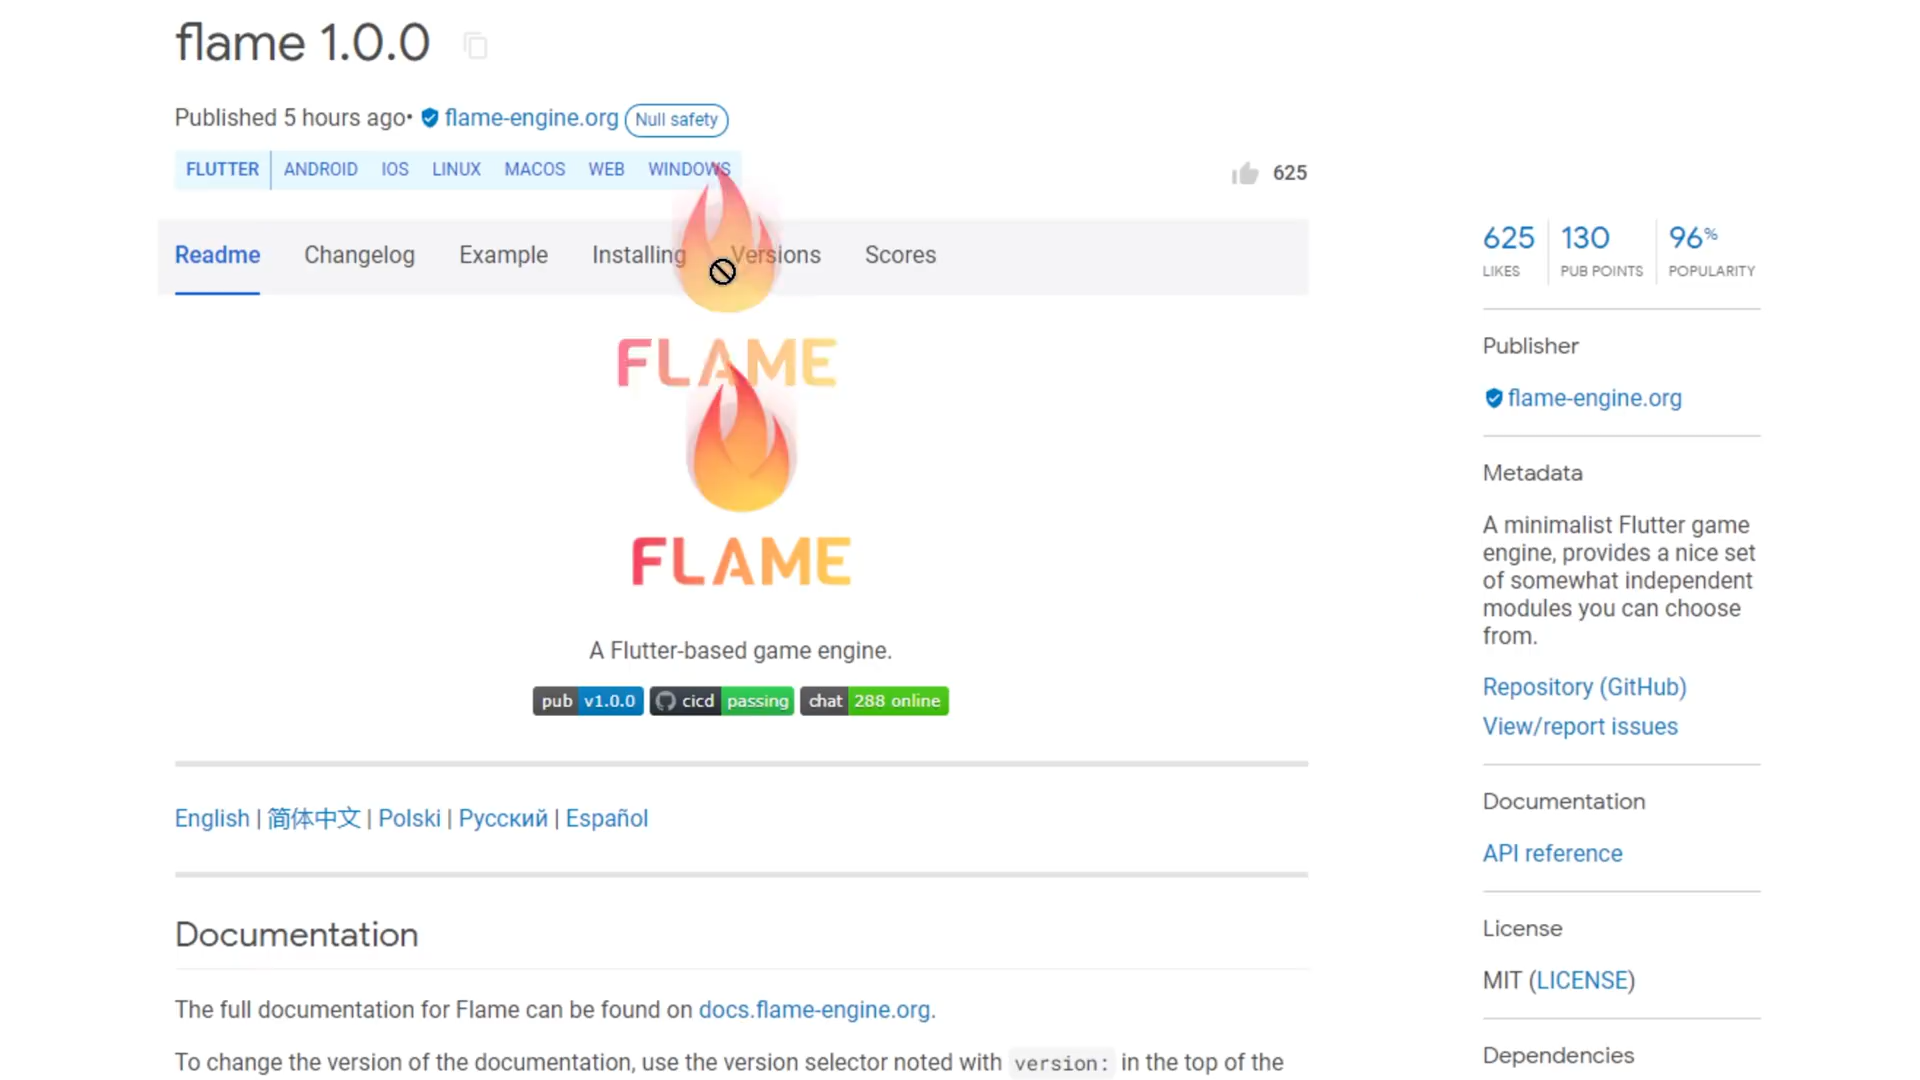 flame 1.0.0
Published 5 hours ago• flame-engine.org Null safety
FLUTTER ANDROID IOS LINUX MACOS WEB WINDOWS
625
Readme Changelog Example Installing Versions Scores
FLAME
FLAME
A Flutter-based game engine.
pub v1.0.0 cicd passing chat 288 online
English | 简体中文 | Polski | Русский | Español
Documentation
The full documentation for Flame can be found on docs.flame-engine.org.
To change the version of the documentation, use the version selector noted with version: in the top of the
625 130 96%
LIKES PUB POINTS POPULARITY
Publisher
flame-engine.org
Metadata
A minimalist Flutter game
engine, provides a nice set
of somewhat independent
modules you can choose
from.
Repository (GitHub)
View/report issues
Documentation
API reference
License
MIT (LICENSE)
Dependencies